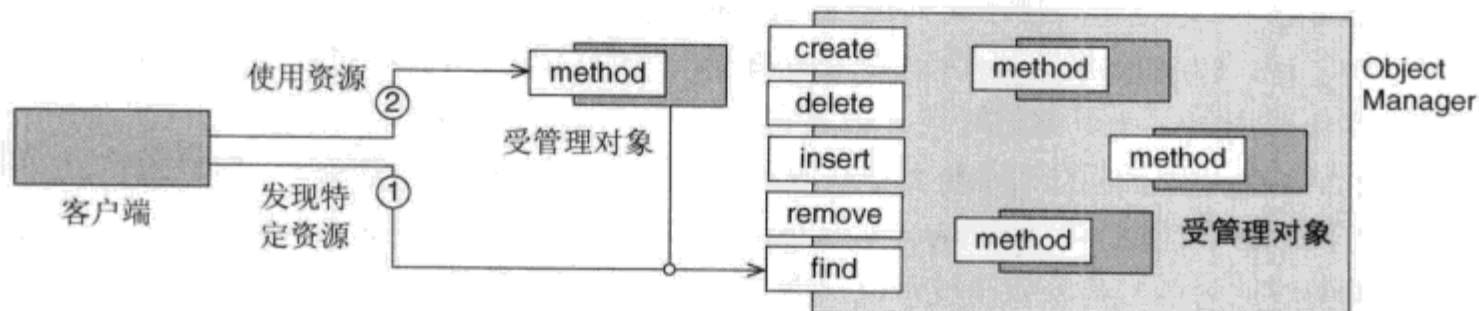 使用资源
②
method
受管理对象
客户端
①
发现特
定资源
create
delete
insert
remove
find
method
method
method
受管理对象
Object
Manager